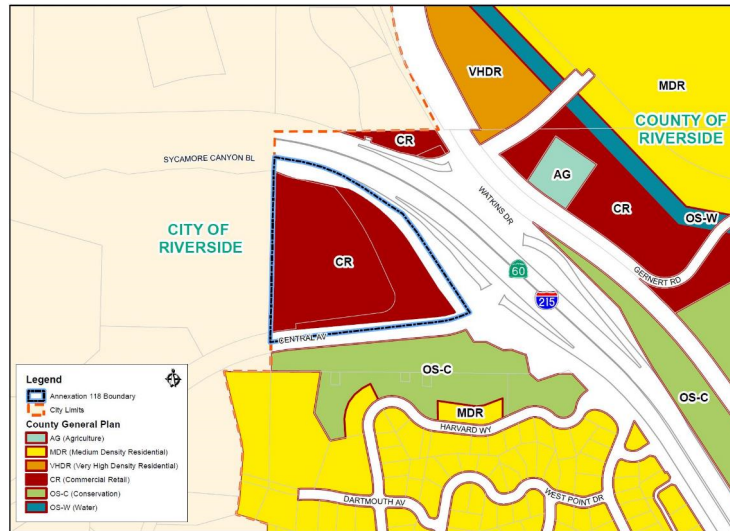 VHDR
MDR
COUNTY OF
RIVERSIDE
CR
SYCAMORE CANYON BL
AG
WATKINS DR
CR
OS-W
CITY OF
RIVERSIDE
CR
60
215
GERNERT RD
CENTRAL AV
OS-C
OS-C
MDR
HARVARD WY
DARTMOUTH AV
WEST POINT DR
Legend
Annexation 118 Boundary
City Limits
County General Plan
AG (Agriculture)
MDR (Medium Density Residential)
VHDR (Very High Density Residential)
CR (Commercial Retail)
OS-C (Conservation)
OS-W (Water)